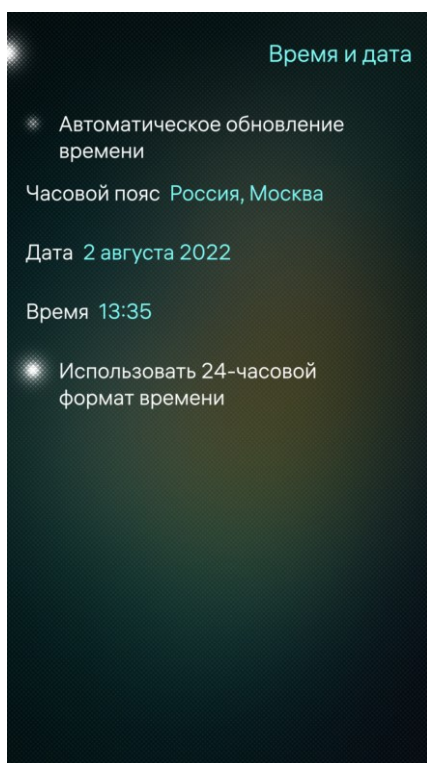 Время и дата
Автоматическое обновление
времени
Часовой пояс Россия, Москва
Дата 2 августа 2022
Время 13:35
Использовать 24-часовой
формат времени